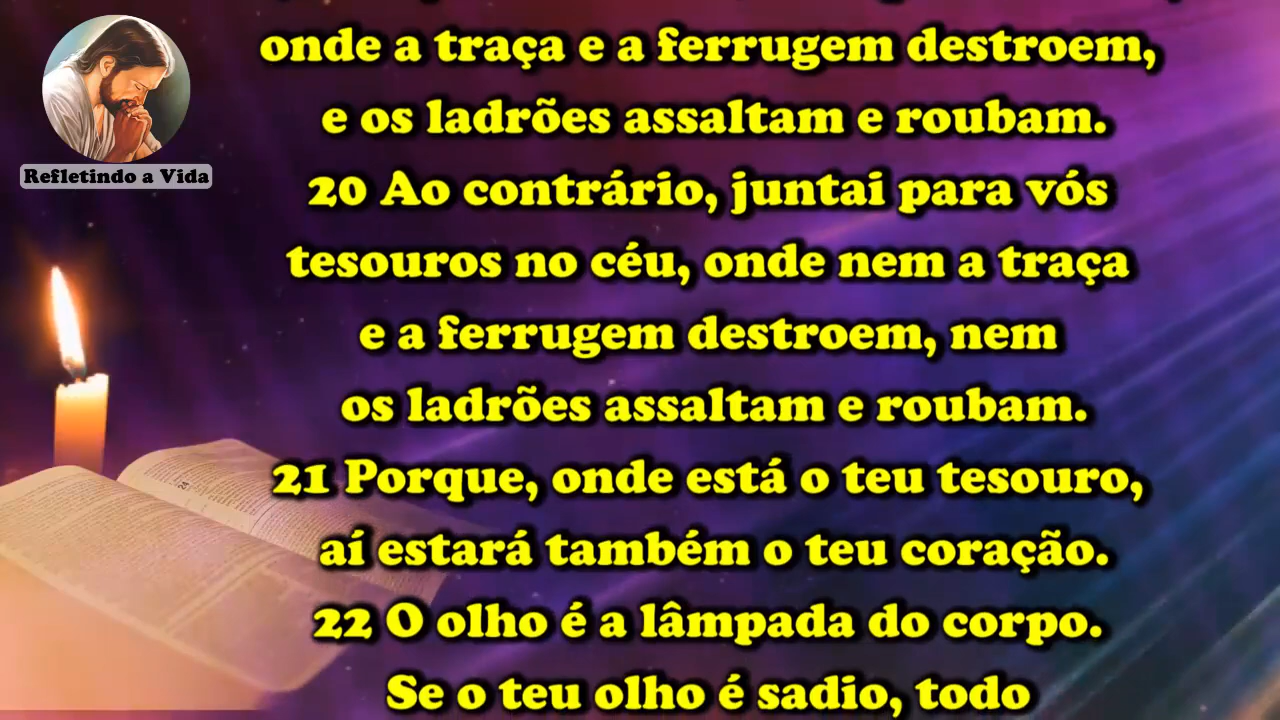 onde a traça e a ferrugem destroem,
e os ladrões assaltam e roubam.
Refletindo a Vida
20 Ao contrário, juntai para vós
tesouros no céu, onde nem a traça
e a ferrugem destroem, nem
os ladrões assaltam e roubam.
21 Porque, onde está o teu tesouro,
aí estará também o teu coração.
22 O olho é a lâmpada do corpo.
Se o teu olho é sadio, todo